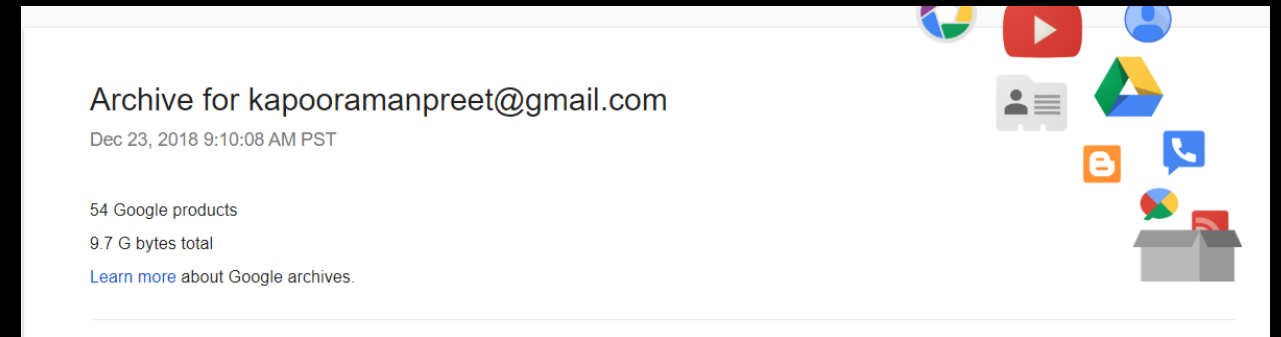 Archive for kapooramanpreet@gmail.com
Dec 23, 2018 9:10:08 AM PST
54 Google products
9.7 G bytes total
Learn more about Google archives.